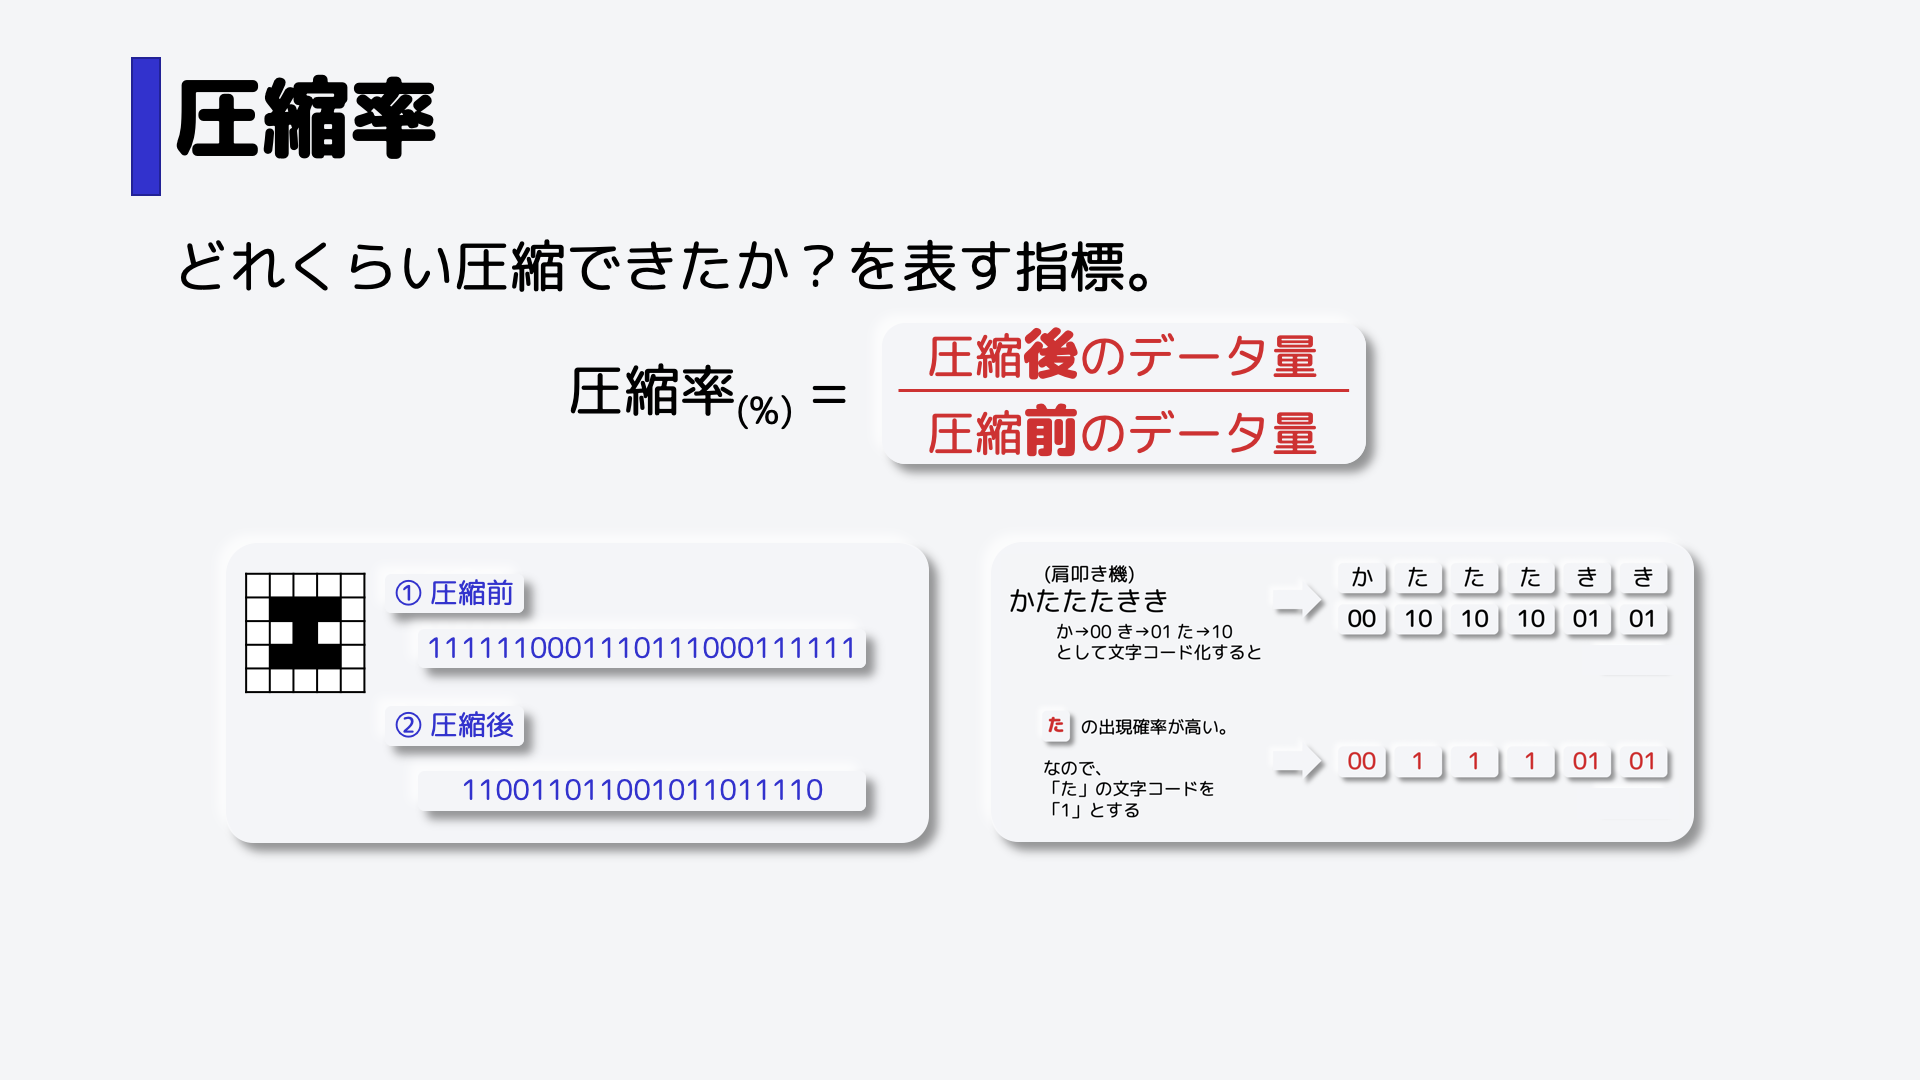 圧縮率
どれくらい圧縮できたか？を表す指標。
圧縮率(%) =
圧縮後のデータ量
圧縮前のデータ量
① 圧縮前
1111110001110111000111111
② 圧縮後
110011011001011011110
(肩叩き機)
かたたたきき
か→00 き→01 た→10
として文字コード化すると
か た た た き き
00 10 10 10 01 01
た の出現確率が高い。
なので、
「た」の文字コードを
「1」とする
00 1 1 1 01 01